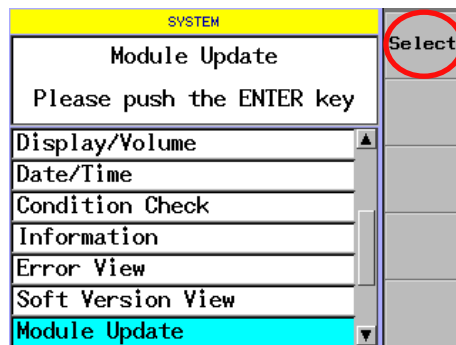 SYSTEM
Module Update
Please push the ENTER key
Select
Display/Volume
Date/Time
Condition Check
Information
Error View
Soft Version View
Module Update